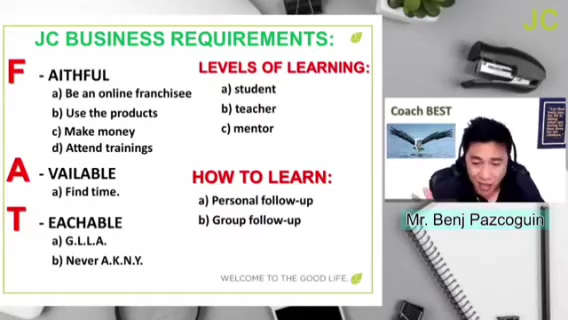 JC BUSINESS REQUIREMENTS:
F - AITHFUL
a) Be an online franchisee
b) Use the products
c) Make money
d) Attend trainings
A - VAILABLE
a) Find time.
T - EACHABLE
a) G.L.L.A.
b) Never A.K.N.Y.
LEVELS OF LEARNING:
a) student
b) teacher
c) mentor
HOW TO LEARN:
a) Personal follow-up
b) Group follow-up
WELCOME TO THE GOOD LIFE.
JC
Coach BEST
Mr. Benj Pazcoguin